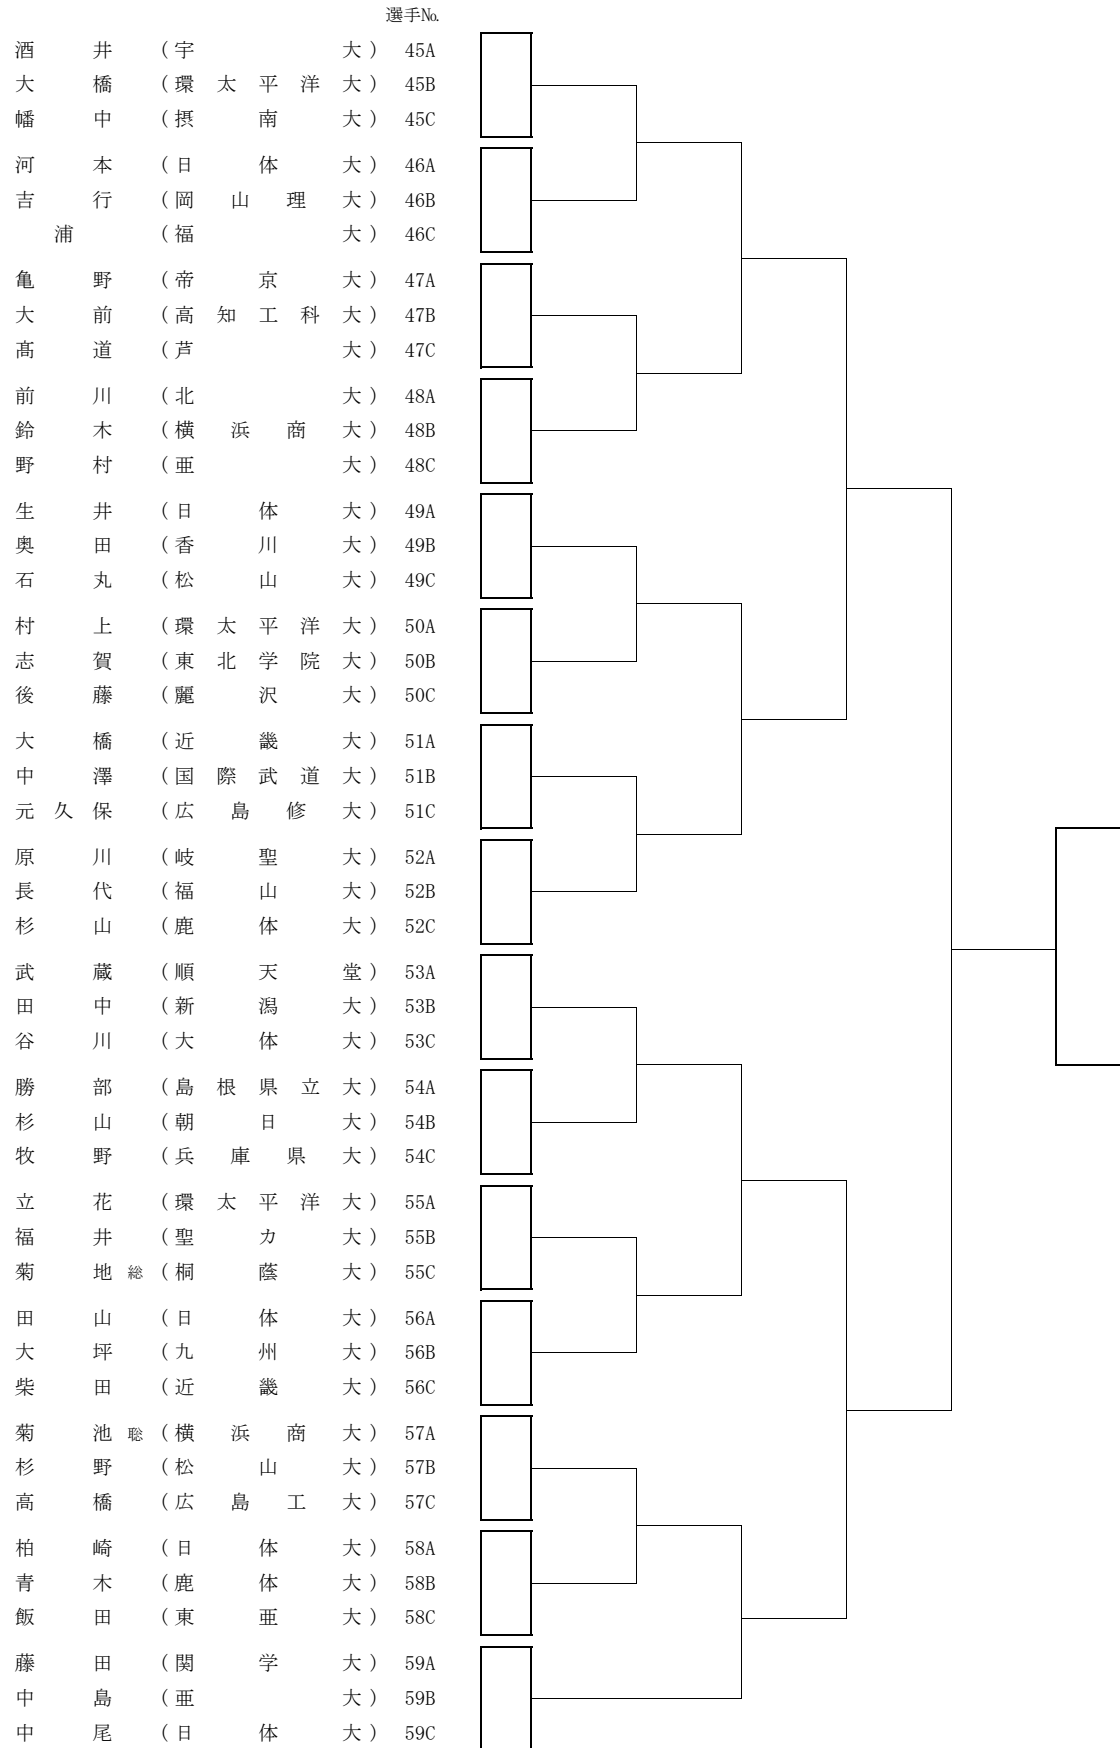 選手№
酒井(宇大)45A
大橋(環太平洋大)45B
幡中(摂南大)45C
河本(日体大)46A
吉行(岡山理大)46B
浦(福大)46C
亀野(帝京大)47A
大前(高知工科大)47B
髙道(芦大)47C
前川(北大)48A
鈴木(横浜商大)48B
野村(亜大)48C
生井(日体大)49A
奥田(香川大)49B
石丸(松山大)49C
村上(環太平洋大)50A
志賀(東北学院大)50B
後藤(麗沢大)50C
大橋(近畿大)51A
中澤(国際武道大)51B
元久保(広島修大)51C
原川(岐聖大)52A
長代(福山大)52B
杉山(鹿体大)52C
武蔵(順天堂)53A
田中(新潟大)53B
谷川(大体大)53C
勝部(島根県立大)54A
杉山(朝日大)54B
牧野(兵庫県大)54C
立花(環太平洋大)55A
福井(聖カ大)55B
菊地総(桐蔭大)55C
田山(日体大)56A
大坪(九州大)56B
柴田(近畿大)56C
菊池聡(横浜商大)57A
杉野(松山大)57B
高橋(広島工大)57C
柏崎(日体大)58A
青木(鹿体大)58B
飯田(東亜大)58C
藤田(関学大)59A
中島(亜大)59B
中尾(日体大)59C